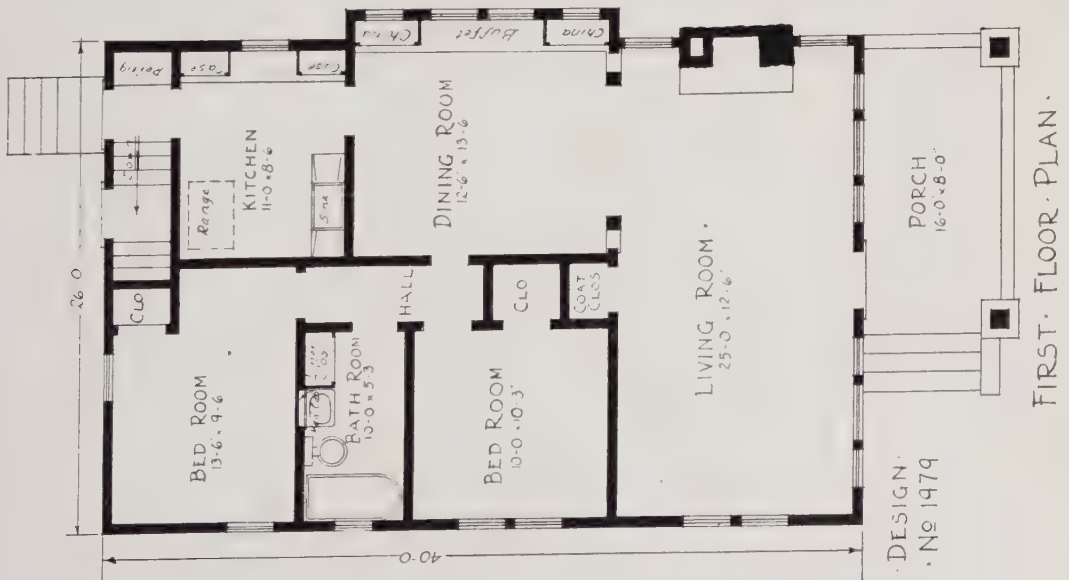 26-0
40-0
Refrig
Case
Case
China
Buffet
China
KITCHEN
11-0 x 8-6
Range
Sink
DINING ROOM
12-6 x 13-6
CLO
BED ROOM
13-6 x 9-6
HALL
BATH ROOM
10-0 x 5-3
CLO
COAT
CLOS
BED ROOM
10-0 x 10-3
LIVING ROOM.
25-0 x 12-6
PORCH
16-0 x 8-0
·DESIGN·
·No 1979
FIRST·FLOOR·PLAN·